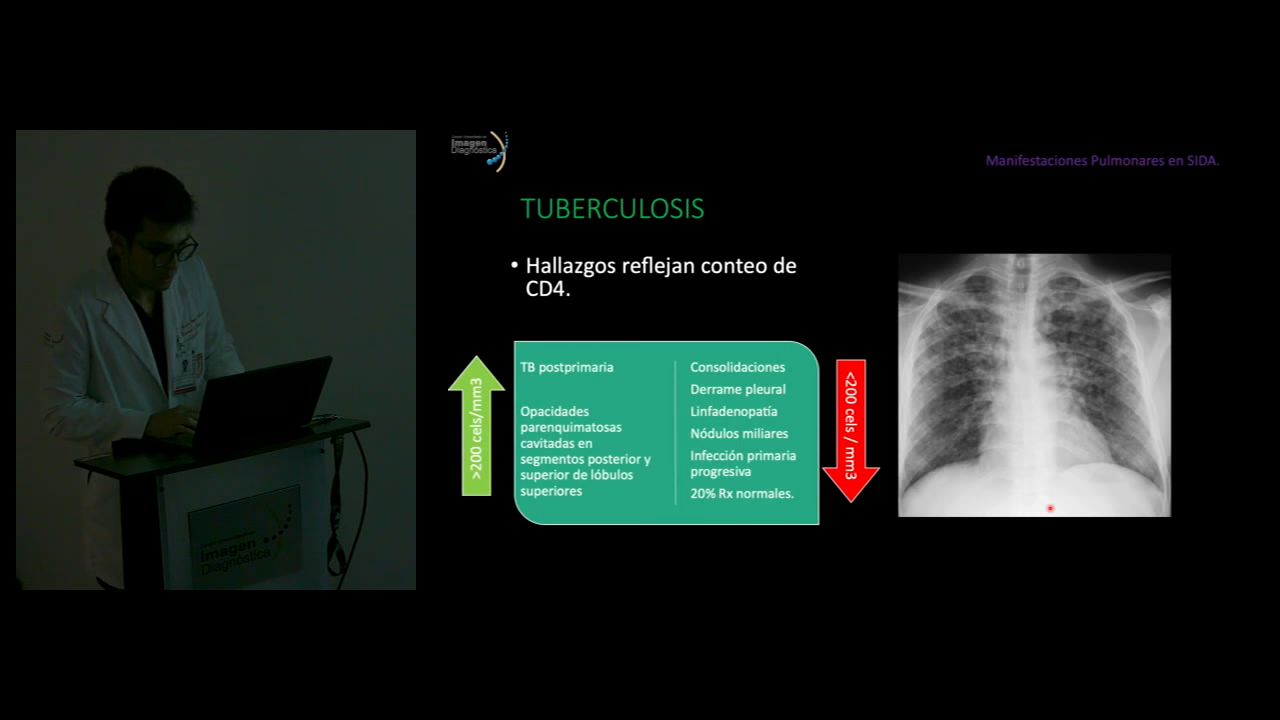 Imagen
Diagnóstica
Manifestaciones Pulmonares en SIDA.
TUBERCULOSIS
• Hallazgos reflejan conteo de
CD4.
>200 cels/mm3
TB postprimaria
Opacidades
parenquimatosas
cavitadas en
segmentos posterior y
superior de lóbulos
superiores
Consolidaciones
Derrame pleural
Linfadenopatía
Nódulos miliares
Infección primaria
progresiva
20% Rx normales.
<200 cels / mm3
Imagen
Diagnóstica